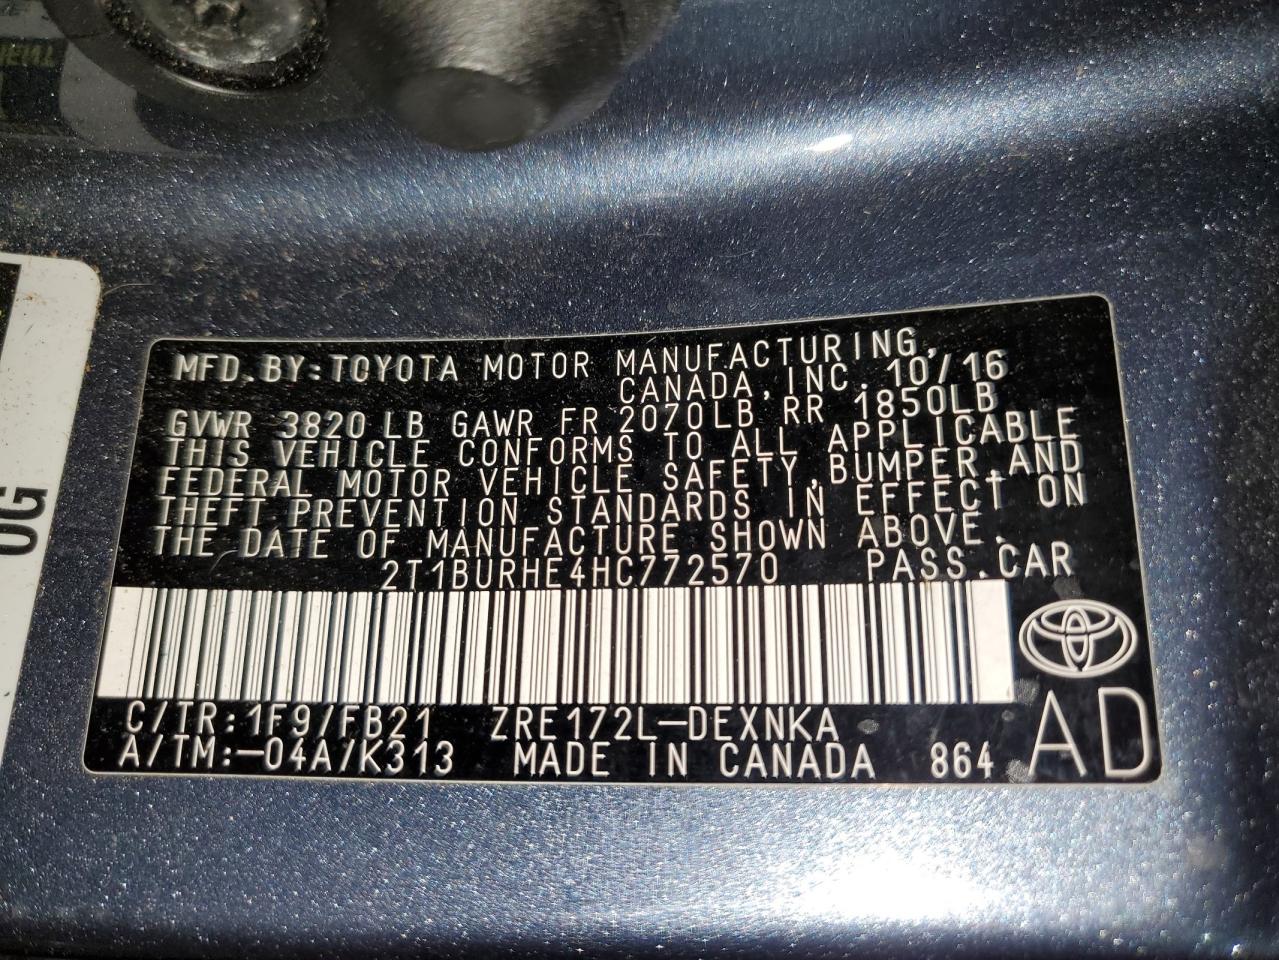 MFD.BY:TOYOTA MOTOR MANUFACTURING,
CANADA,INC. 10/16
GVWR 3820 LB GAWR FR 2070LB RR 1850LB
THIS VEHICLE CONFORMS TO ALL APPLICABLE
FEDERAL MOTOR VEHICLE SAFETY,BUMPER,AND
THEFT PREVENTION STANDARDS IN EFFECT ON
THE DATE OF MANUFACTURE SHOWN ABOVE.
2T1BURHE4HC772570 PASS.CAR
C/TR:1F9/FB21 ZRE172L-DEXNKA
A/TM:-04A/K313 MADE IN CANADA 864
AD
OG